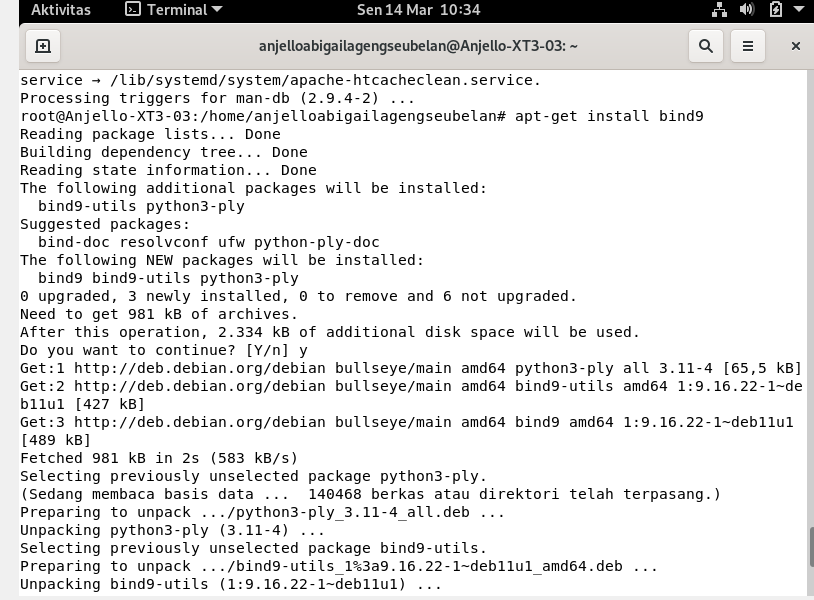 Aktivitas
Terminal
Sen 14 Mar 10:34
anjelloabigailagengseubelan@Anjello-XT3-03: ~
service → /lib/systemd/system/apache-htcacheclean.service.
Processing triggers for man-db (2.9.4-2) ...
root@Anjello-XT3-03:/home/anjelloabigailagengseubelan# apt-get install bind9
Reading package lists... Done
Building dependency tree... Done
Reading state information... Done
The following additional packages will be installed:
  bind9-utils python3-ply
Suggested packages:
  bind-doc resolvconf ufw python-ply-doc
The following NEW packages will be installed:
  bind9 bind9-utils python3-ply
0 upgraded, 3 newly installed, 0 to remove and 6 not upgraded.
Need to get 981 kB of archives.
After this operation, 2.334 kB of additional disk space will be used.
Do you want to continue? [Y/n] y
Get:1 http://deb.debian.org/debian bullseye/main amd64 python3-ply all 3.11-4 [65,5 kB]
Get:2 http://deb.debian.org/debian bullseye/main amd64 bind9-utils amd64 1:9.16.22-1~de
b11u1 [427 kB]
Get:3 http://deb.debian.org/debian bullseye/main amd64 bind9 amd64 1:9.16.22-1~deb11u1
[489 kB]
Fetched 981 kB in 2s (583 kB/s)
Selecting previously unselected package python3-ply.
(Sedang membaca basis data ...  140468 berkas atau direktori telah terpasang.)
Preparing to unpack .../python3-ply_3.11-4_all.deb ...
Unpacking python3-ply (3.11-4) ...
Selecting previously unselected package bind9-utils.
Preparing to unpack .../bind9-utils_1%3a9.16.22-1~deb11u1_amd64.deb ...
Unpacking bind9-utils (1:9.16.22-1~deb11u1) ...